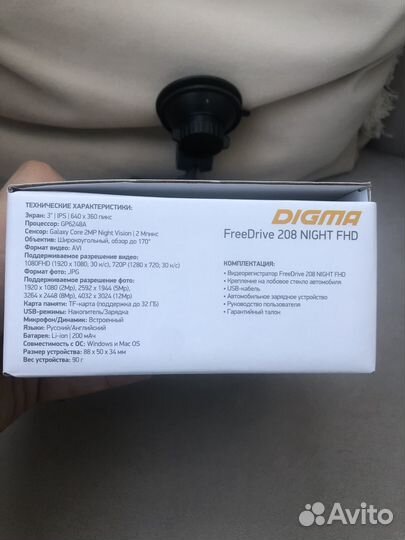 ТЕХНИЧЕСКИЕ ХАРАКТЕРИСТИКИ:
Экран: 3" | IPS | 640 x 360 пикс
Процессор: GP6248A
Сенсор: Galaxy Core 2MP Night Vision | 2 Мпикс
Объектив: Широкоугольный, обзор до 170°
Формат видео: AVI
Поддерживаемое разрешение видео:
1080FHD (1920 x 1080; 30 к/с), 720P (1280 x 720; 30 к/с)
Формат фото: JPG
Поддерживаемое разрешение фото:
1920 x 1080 (2Mp), 2592 x 1944 (5Mp),
3264 x 2448 (8Mp), 4032 x 3024 (12Mp)
Карта памяти: TF-карта (поддержка до 32 ГБ)
USB-режимы: Накопитель/Зарядка
Микрофон/Динамик: Встроенный
Языки: Русский/Английский
Батарея: Li-ion | 200 мАч
Совместимость с ОС: Windows и Mac OS
Размер устройства: 88 x 50 x 34 мм
Вес устройства: 90 г
DIGMA
FreeDrive 208 NIGHT FHD
КОМПЛЕКТАЦИЯ:
• Видеорегистратор FreeDrive 208 NIGHT FHD
• Крепление на лобовое стекло автомобиля
• USB-кабель
• Автомобильное зарядное устройство
• Руководство пользователя
• Гарантийный талон
Avito